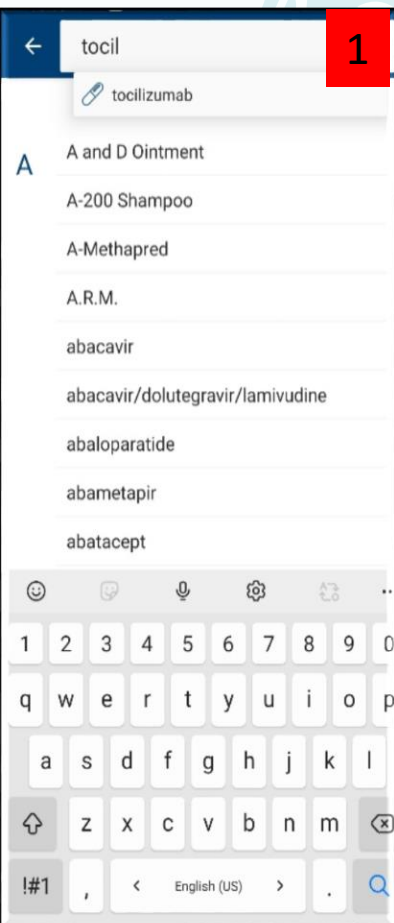 tocil
1
tocilizumab
A
A and D Ointment
A-200 Shampoo
A-Methapred
A.R.M.
abacavir
abacavir/dolutegravir/lamivudine
abaloparatide
abametapir
abatacept
1 2 3 4 5 6 7 8 9 0
q w e r t y u i o p
a s d f g h j k l
z x c v b n m
!#1 , < English (US) > .